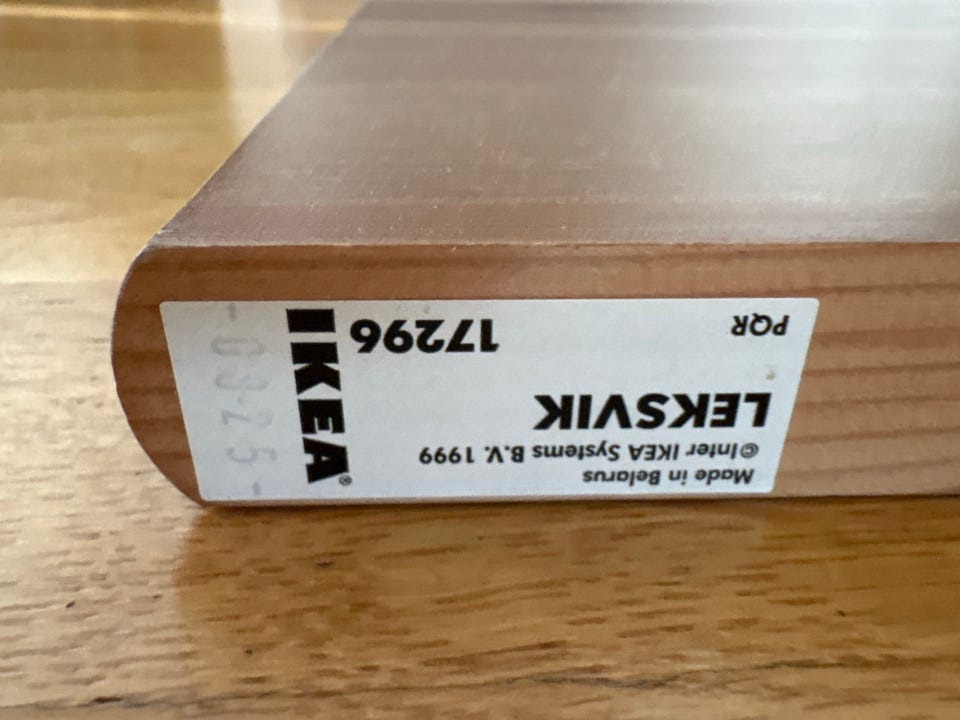 Made in Belarus
©Inter IKEA Systems B.V. 1999
LEKSVIK
PQR 17296
IKEA®